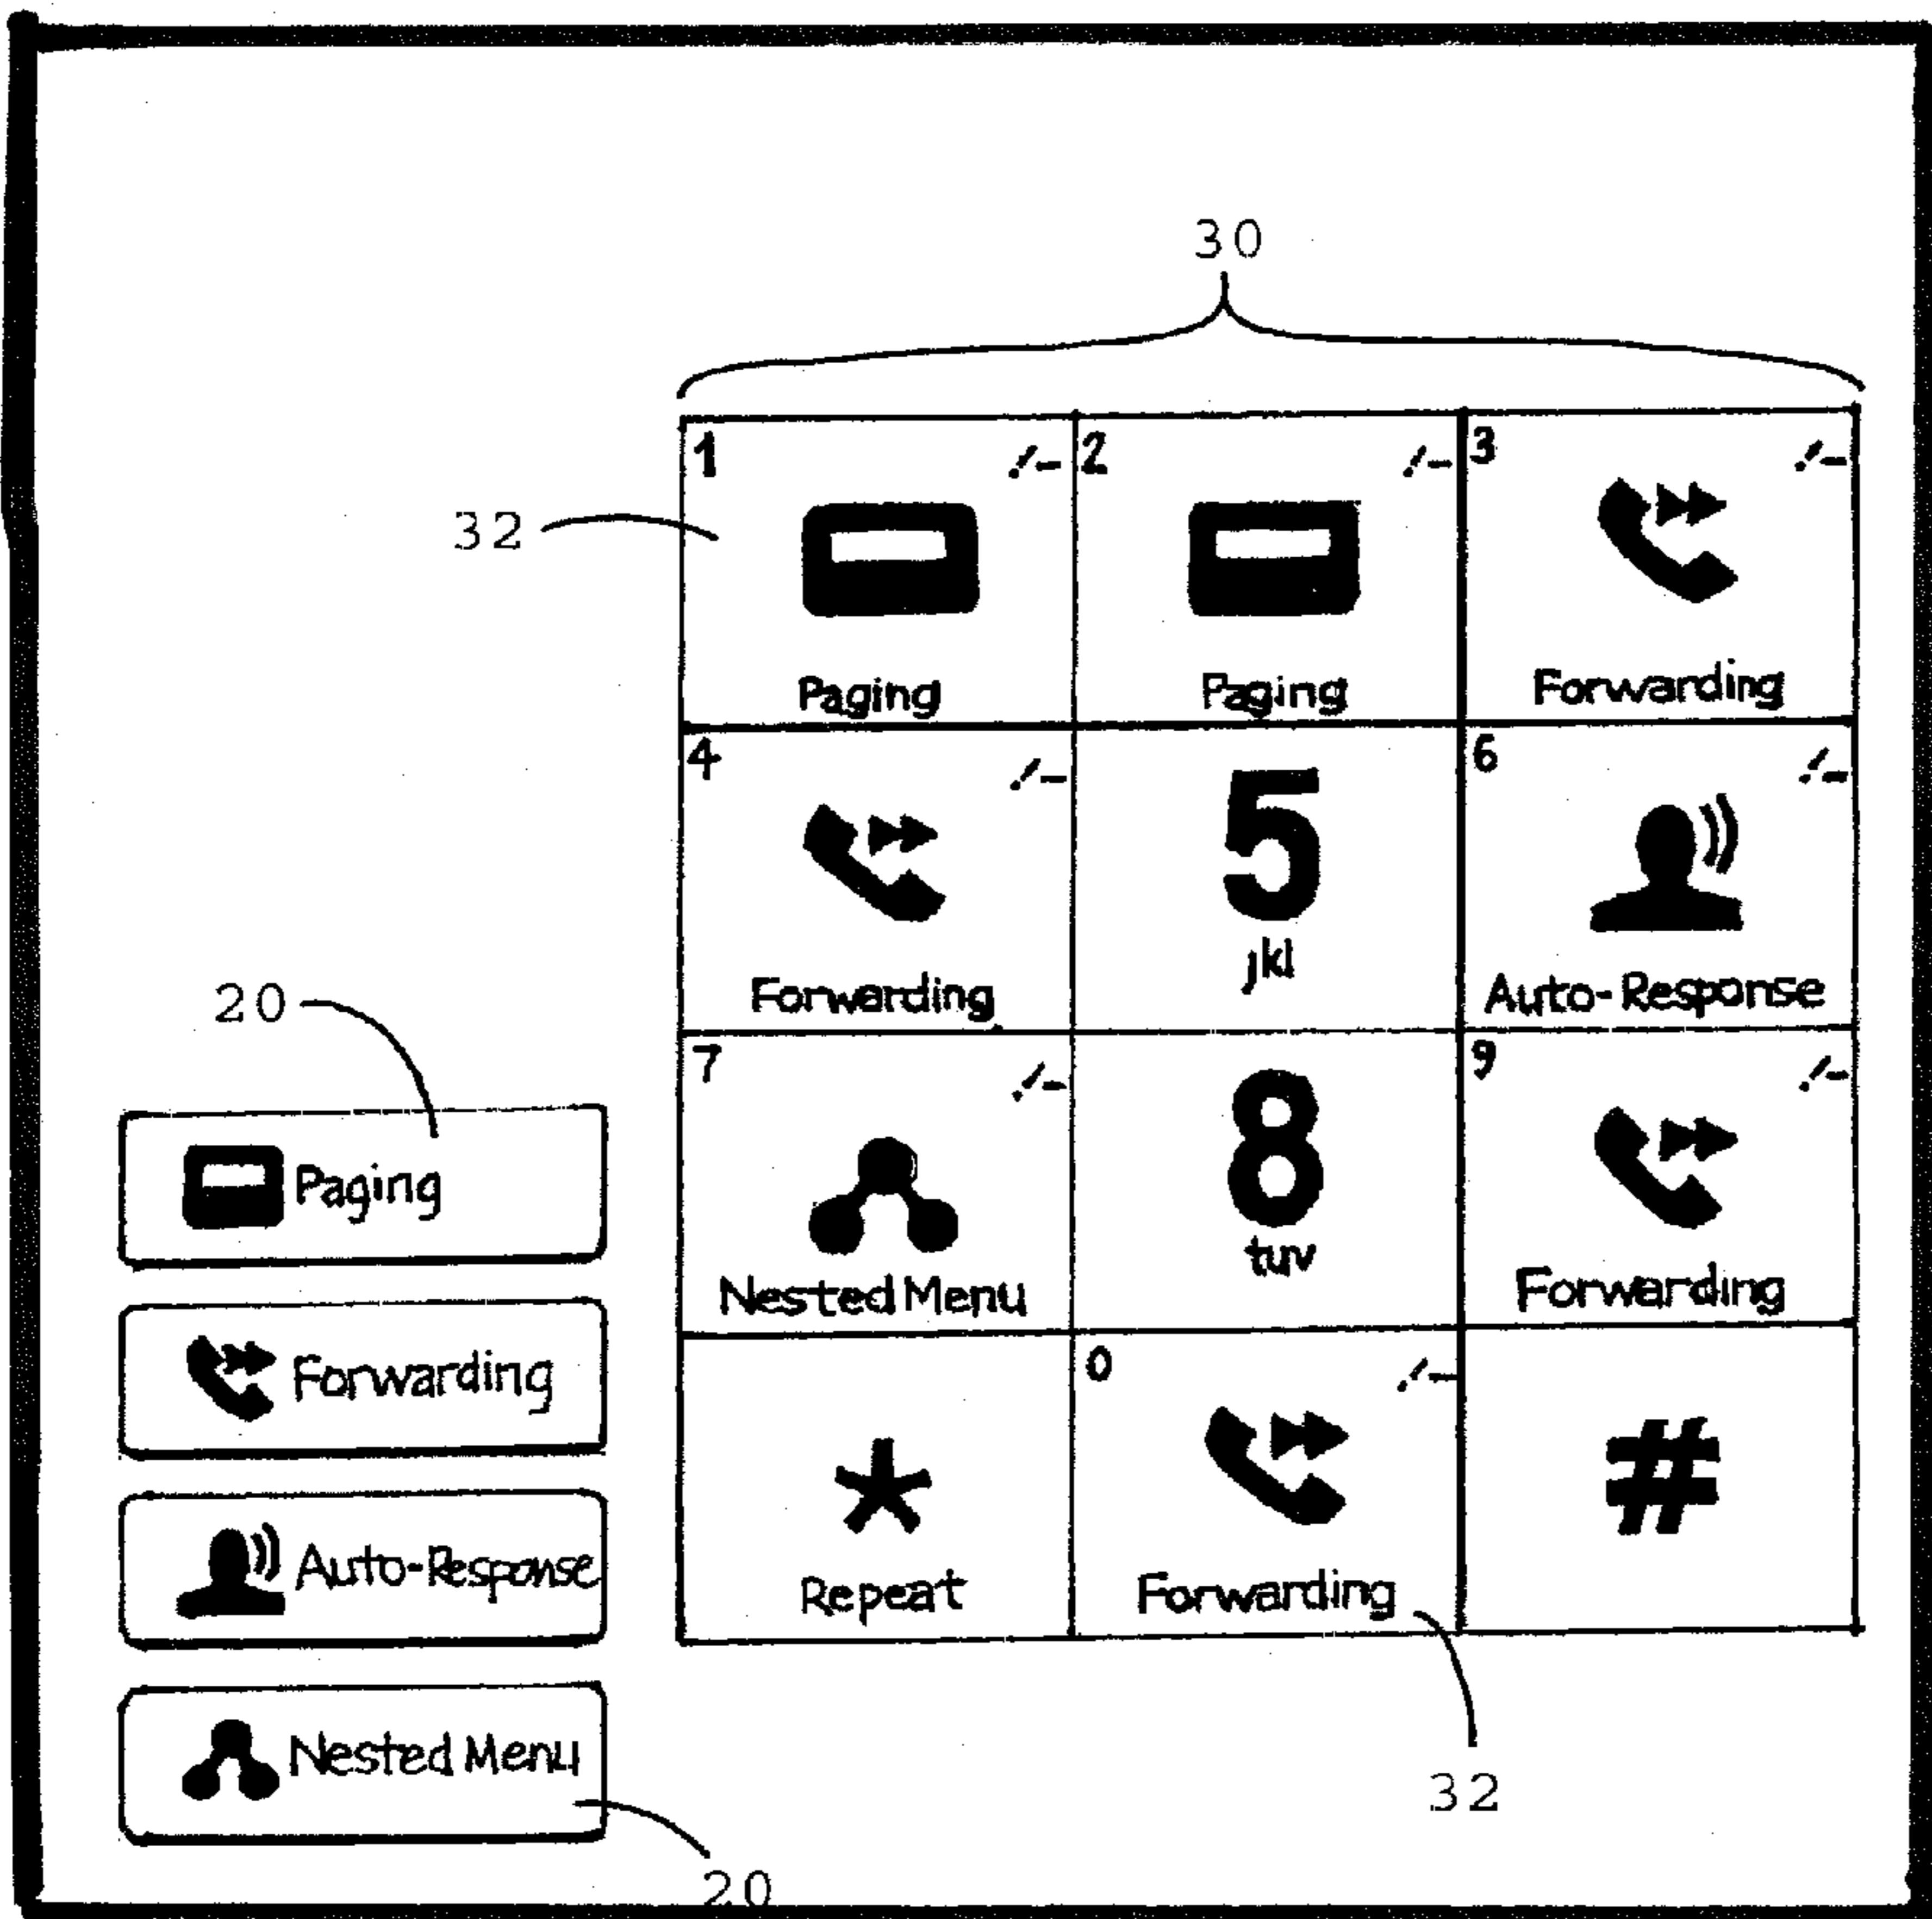 30
1
2
3
32
Paging
Paging
Forwarding
4
5
6
jkl
Forwarding
Auto-Response
7
8
9
tuv
Nested Menu
Forwarding
0
*
#
Repeat
Forwarding
32
20
Paging
Forwarding
Auto-Response
Nested Menu
20